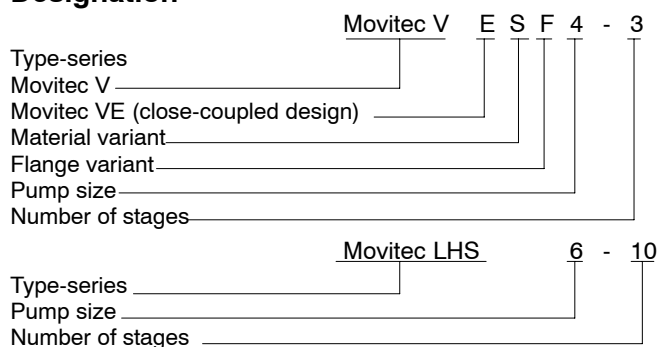 Designation
Movitec V E S F 4 - 3
Type-series
Movitec V
Movitec VE (close-coupled design)
Material variant
Flange variant
Pump size
Number of stages
Movitec LHS 6 - 10
Type-series
Pump size
Number of stages